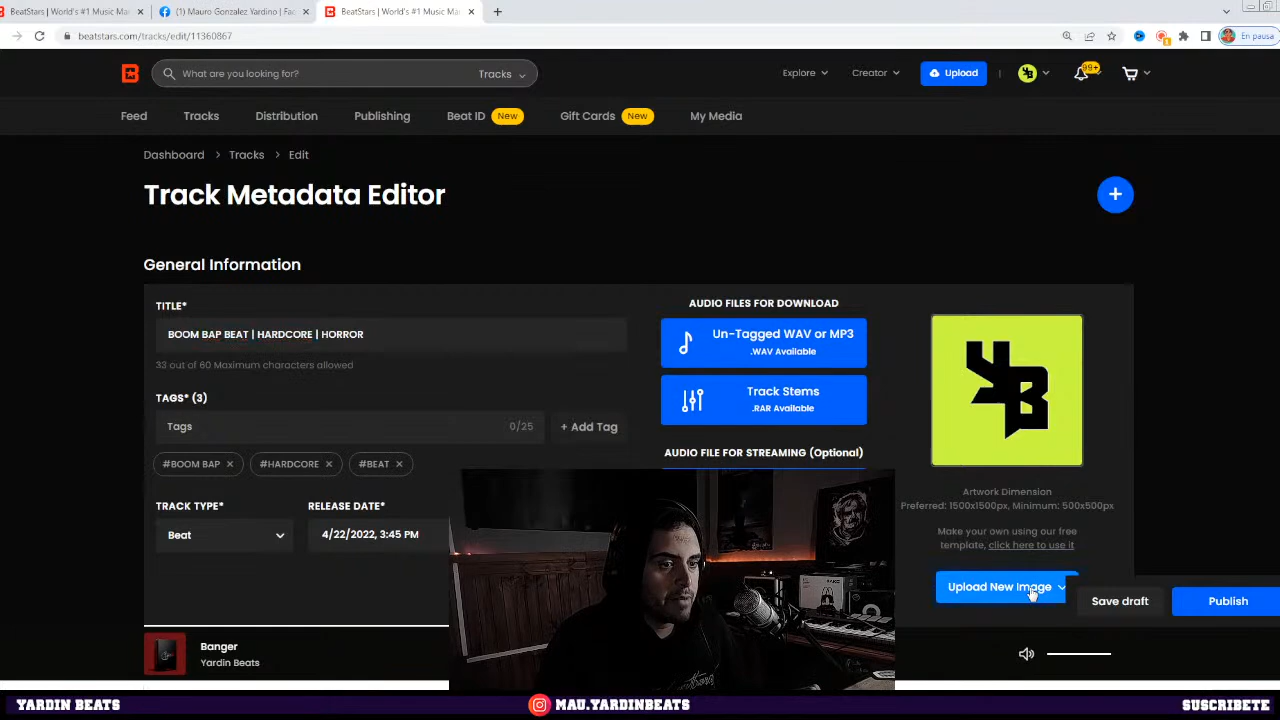 BeatStars | World's #1 Music Mar
(1) Mauro Gonzalez Yardino | Fac
BeatStars | World's #1 Music Ma
beatstars.com/tracks/edit/11360867
En pausa
What are you looking for?
Tracks
Explore
Creator
Upload
99+
Feed
Tracks
Distribution
Publishing
Beat ID New
Gift Cards New
My Media
Dashboard > Tracks > Edit
Track Metadata Editor
General Information
TITLE*
BOOM BAP BEAT | HARDCORE | HORROR
33 out of 60 Maximum characters allowed
TAGS* (3)
Tags
0/25
+ Add Tag
#BOOM BAP ×
#HARDCORE ×
#BEAT ×
TRACK TYPE*
Beat
RELEASE DATE*
4/22/2022, 3:45 PM
AUDIO FILES FOR DOWNLOAD
Un-Tagged WAV or MP3
.WAV Available
Track Stems
.RAR Available
AUDIO FILE FOR STREAMING (Optional)
YB
Artwork Dimension
Preferred: 1500x1500px, Minimum: 500x500px
Make your own using our free
template, click here to use it
Upload New Image
Save draft
Publish
Banger
Yardin Beats
YARDIN BEATS
MAU.YARDINBEATS
SUSCRIBETE